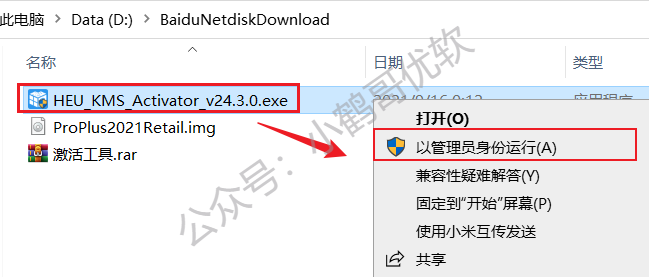 此电脑 > Data (D:) > BaiduNetdiskDownload
名称 日期 类型
HEU_KMS_Activator_v24.3.0.exe 2021/9/16 0:12 应用程序
ProPlus2021Retail.img
激活工具.rar
打开(O)
以管理员身份运行(A)
兼容性疑难解答(Y)
固定到"开始"屏幕(P)
使用小米互传发送
共享
公众号：小鹤哥优软